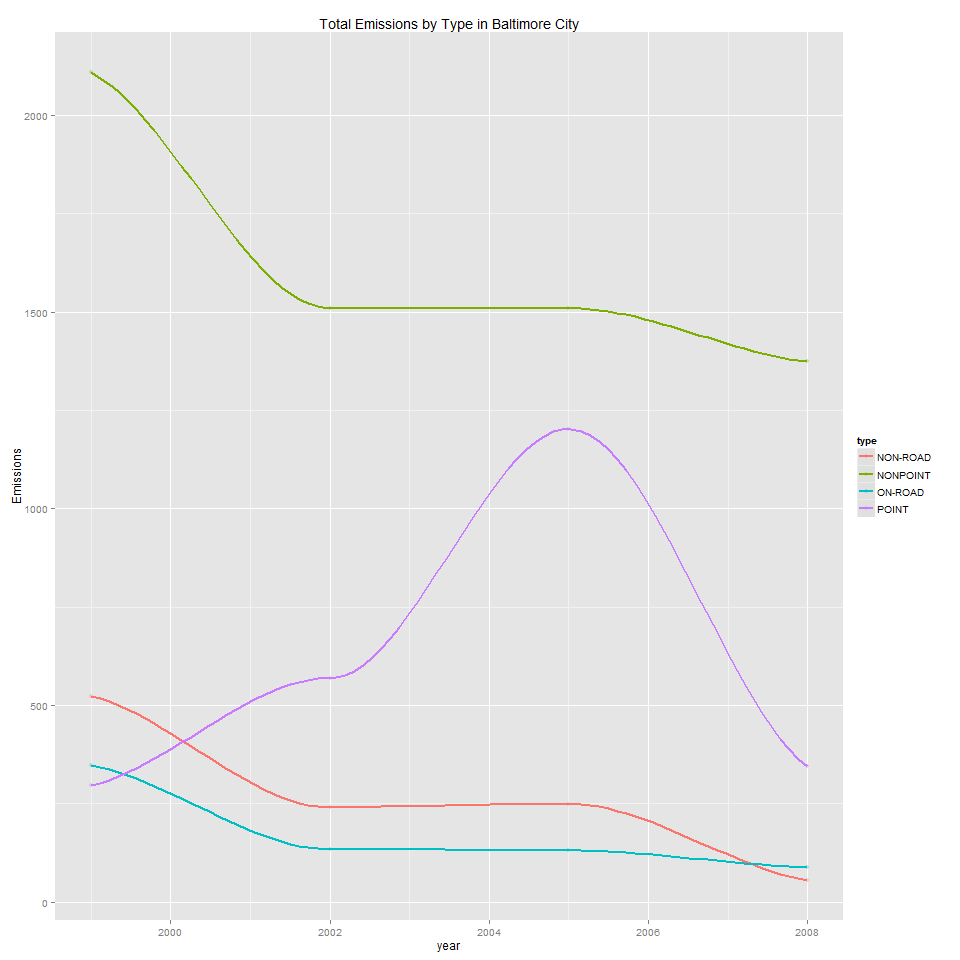 Total Emissions by Type in Baltimore City
Emissions
2000
1500
1000
500
0
2000 2002 2004 2006 2008
year
type
NON-ROAD
NONPOINT
ON-ROAD
POINT